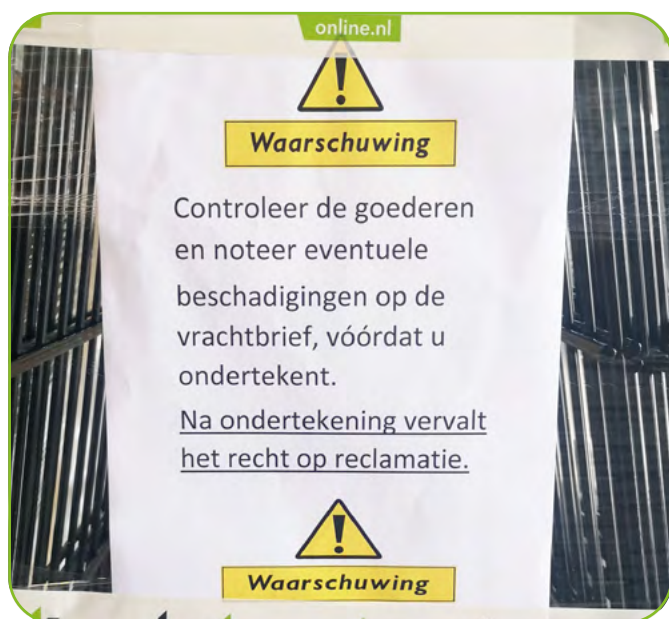 online.nl
Waarschuwing
Controleer de goederen
en noteer eventuele
beschadigingen op de
vrachtbrief, vóórdat u
ondertekent.
Na ondertekening vervalt
het recht op reclamatie.
Waarschuwing